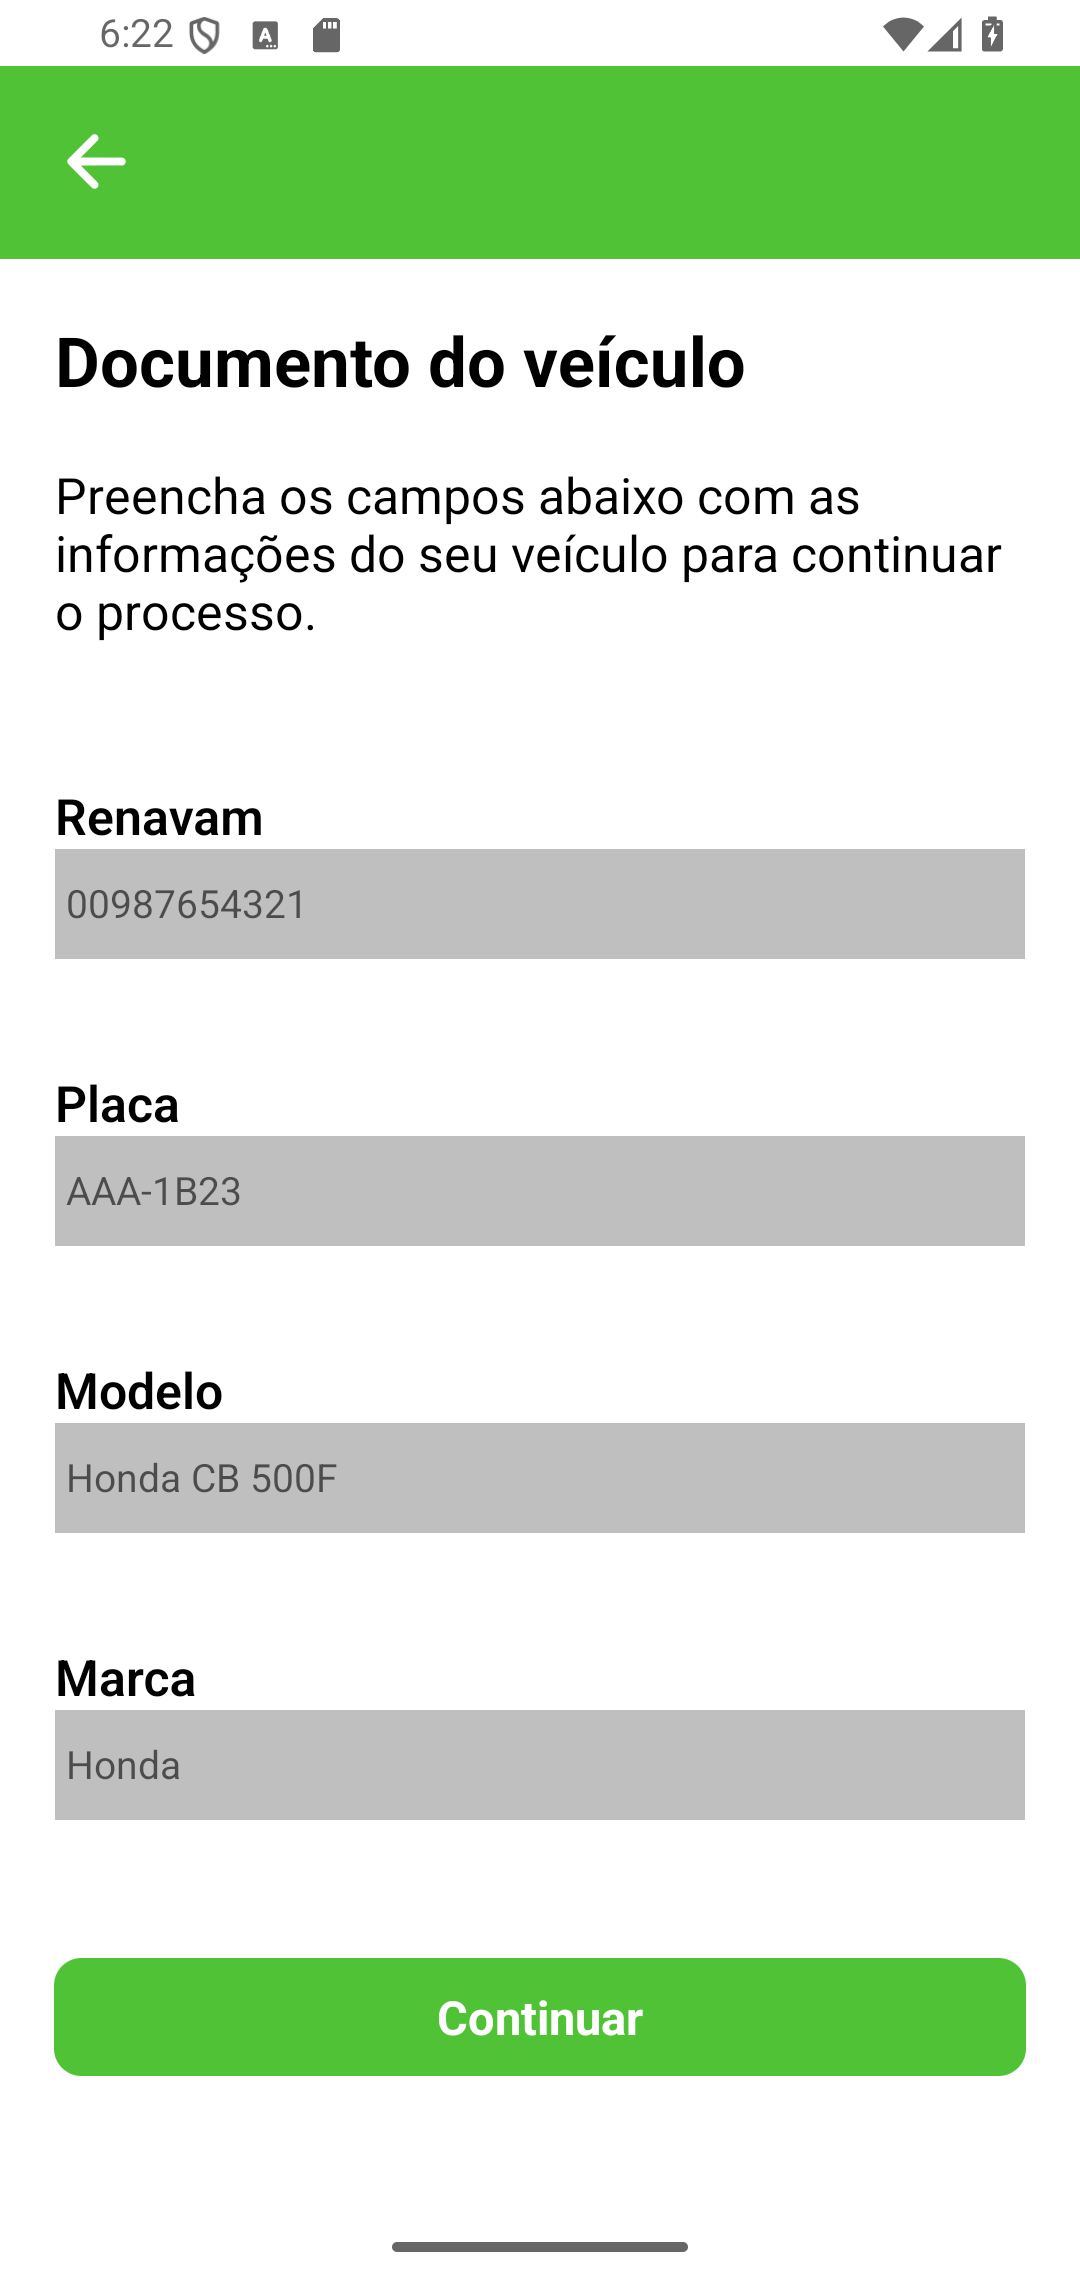 6:22
Documento do veículo
Preencha os campos abaixo com as
informações do seu veículo para continuar
o processo.
Renavam
00987654321
Placa
AAA-1B23
Modelo
Honda CB 500F
Marca
Honda
Continuar